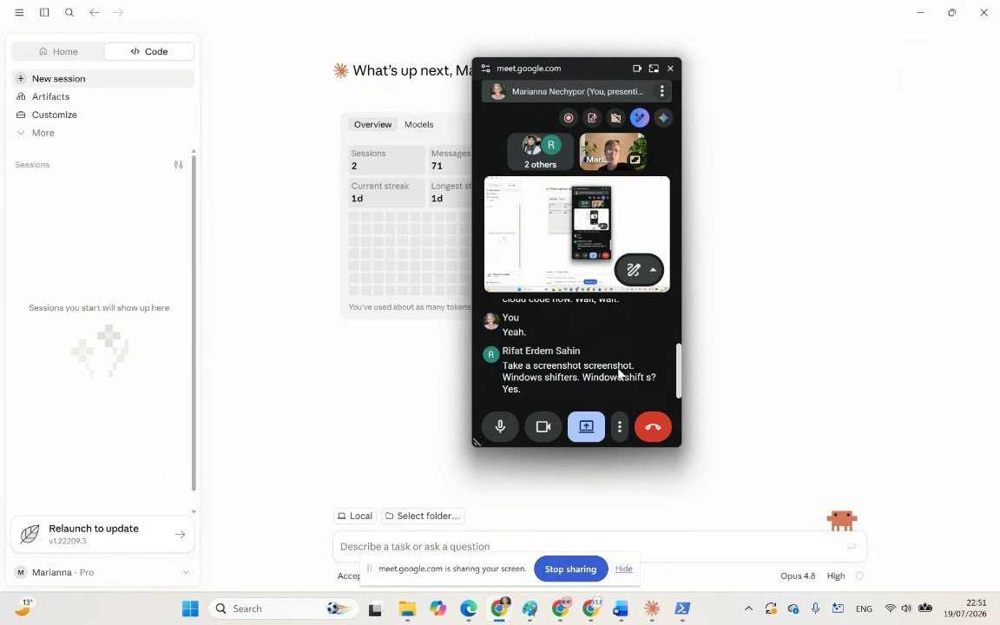 Home
Code
New session
Artifacts
Customize
More
Sessions
Sessions you start will show up here
Relaunch to update
v1.22209.3
M Marianna · Pro
What's up next, Ma
Overview Models
Sessions
2
Messages
71
Current streak
1d
Longest st
1d
You've used about as many tokens
meet.google.com
Marianna Nechypor (You, presenti...
R
2 others
Mari...
cloud code now. Wait, wait.
You
Yeah.
R
Rifat Erdem Sahin
Take a screenshot screenshot.
Windows shifters. Windows shift s?
Yes.
Local
Select folder...
Describe a task or ask a question
meet.google.com is sharing your screen.
Stop sharing
Hide
Accep
Opus 4.8 High
13°
Search
VLP
ENG
22:51
19/07/2026